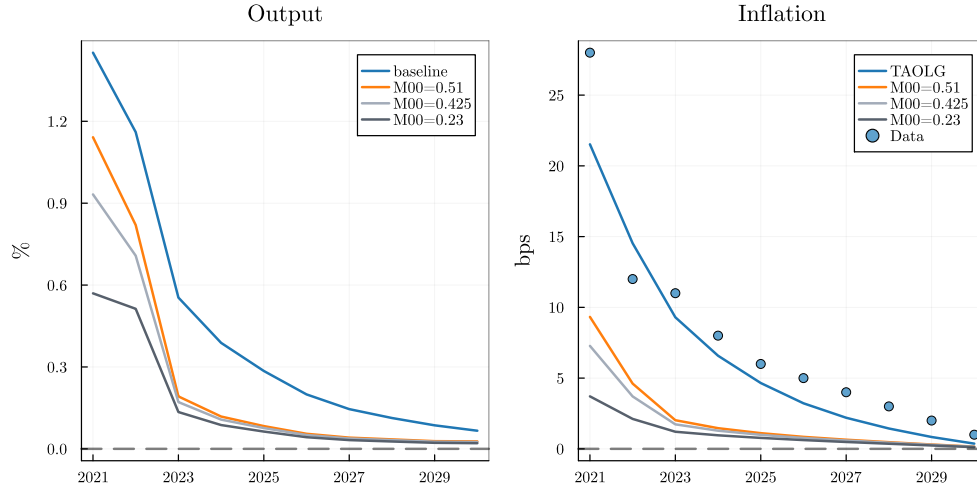 Output
%
1.2
0.9
0.6
0.3
0.0
2021
2023
2025
2027
2029
baseline
M00=0.51
M00=0.425
M00=0.23
Inflation
bps
25
20
15
10
5
0
2021
2023
2025
2027
2029
TAOLG
M00=0.51
M00=0.425
M00=0.23
Data